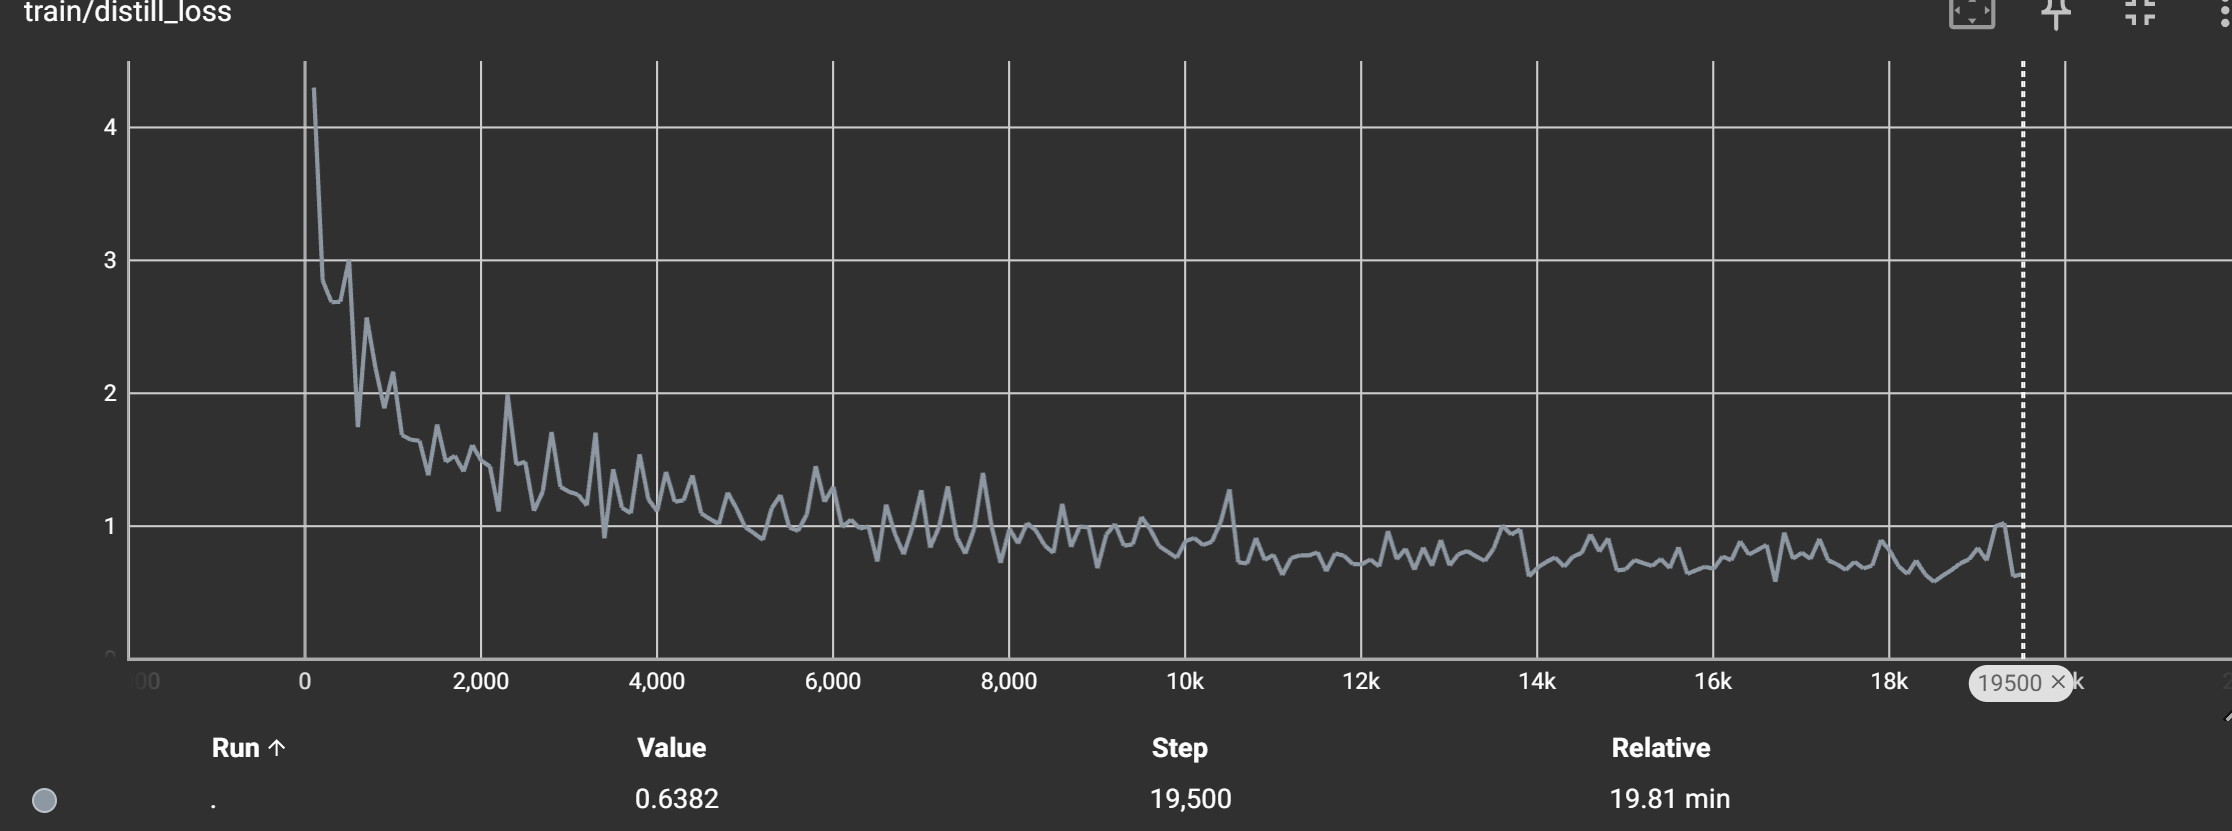 train/distill_loss
4
3
2
1
0 2,000 4,000 6,000 8,000 10k 12k 14k 16k 18k 19500 × k
Run ↑ Value Step Relative
. 0.6382 19,500 19.81 min